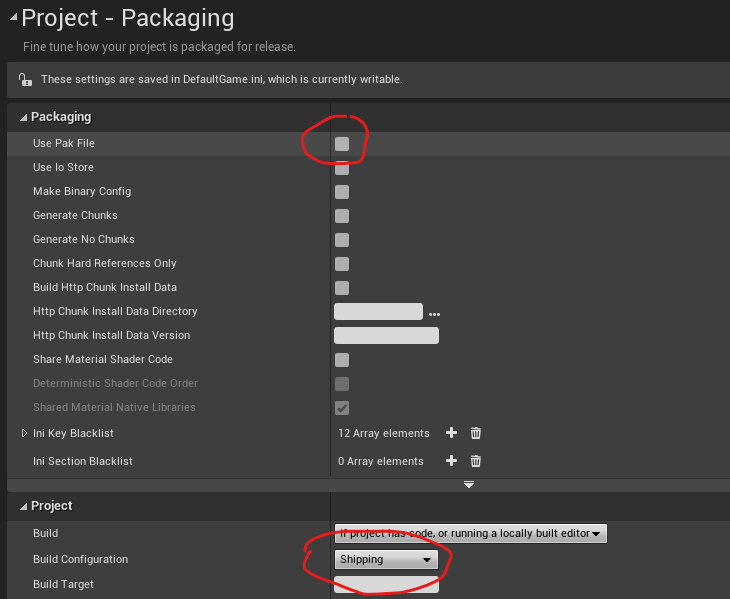 Project - Packaging
Fine tune how your project is packaged for release.
These settings are saved in DefaultGame.ini, which is currently writable.
Packaging
Use Pak File
Use Io Store
Make Binary Config
Generate Chunks
Generate No Chunks
Chunk Hard References Only
Build Http Chunk Install Data
Http Chunk Install Data Directory
Http Chunk Install Data Version
Share Material Shader Code
Deterministic Shader Code Order
Shared Material Native Libraries
Ini Key Blacklist 12 Array elements
Ini Section Blacklist 0 Array elements
Project
Build If project has code, or running a locally built editor
Build Configuration Shipping
Build Target